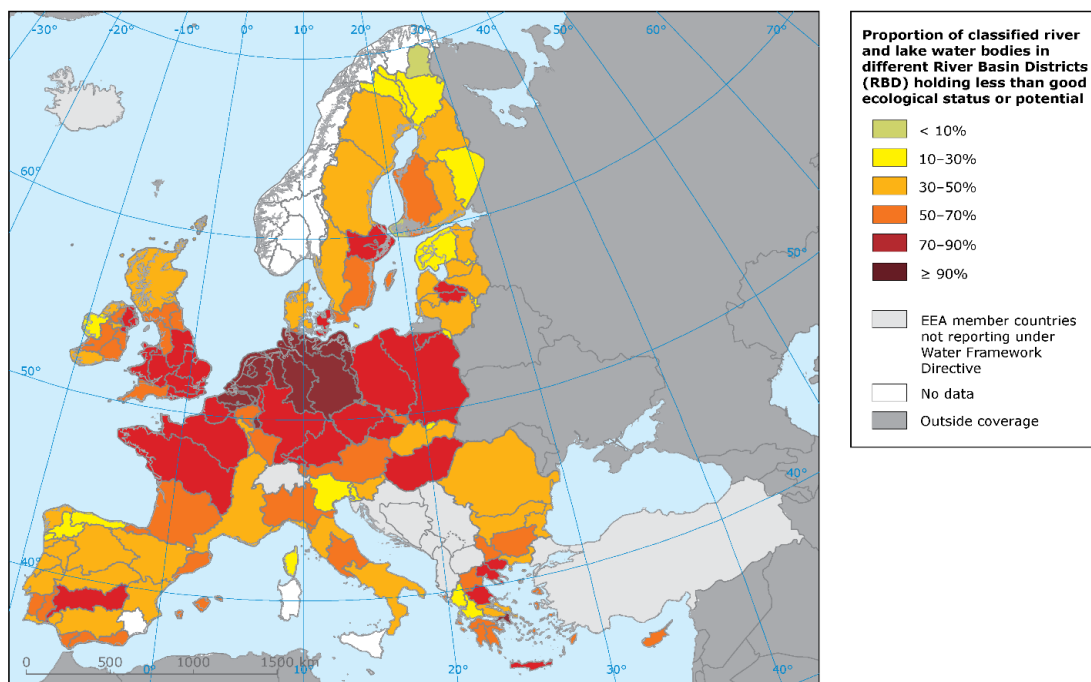 -30°
-20°
-10°
0°
10°
20°
30°
40°
50°
60°
70°
60°
50°
40°
50°
40°
0
500
1000
1500 km
0°
10°
20°
30°
40°
Proportion of classified river
and lake water bodies in
different River Basin Districts
(RBD) holding less than good
ecological status or potential
< 10%
10–30%
30–50%
50–70%
70–90%
≥ 90%
EEA member countries
not reporting under
Water Framework
Directive
No data
Outside coverage